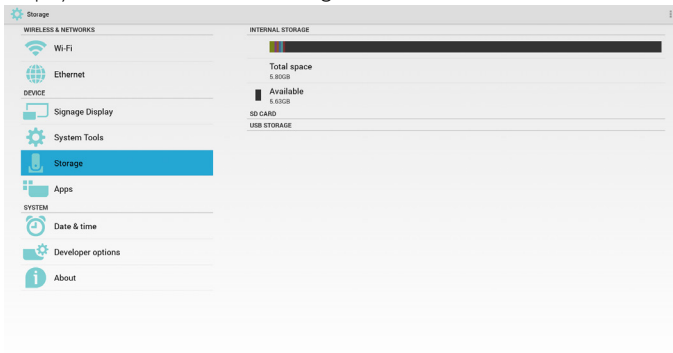 Storage
WIRELESS & NETWORKS
Wi-Fi
Ethernet
DEVICE
Signage Display
System Tools
Storage
Apps
SYSTEM
Date & time
Developer options
About
INTERNAL STORAGE
Total space
5.80GB
Available
5.63GB
SD CARD
USB STORAGE